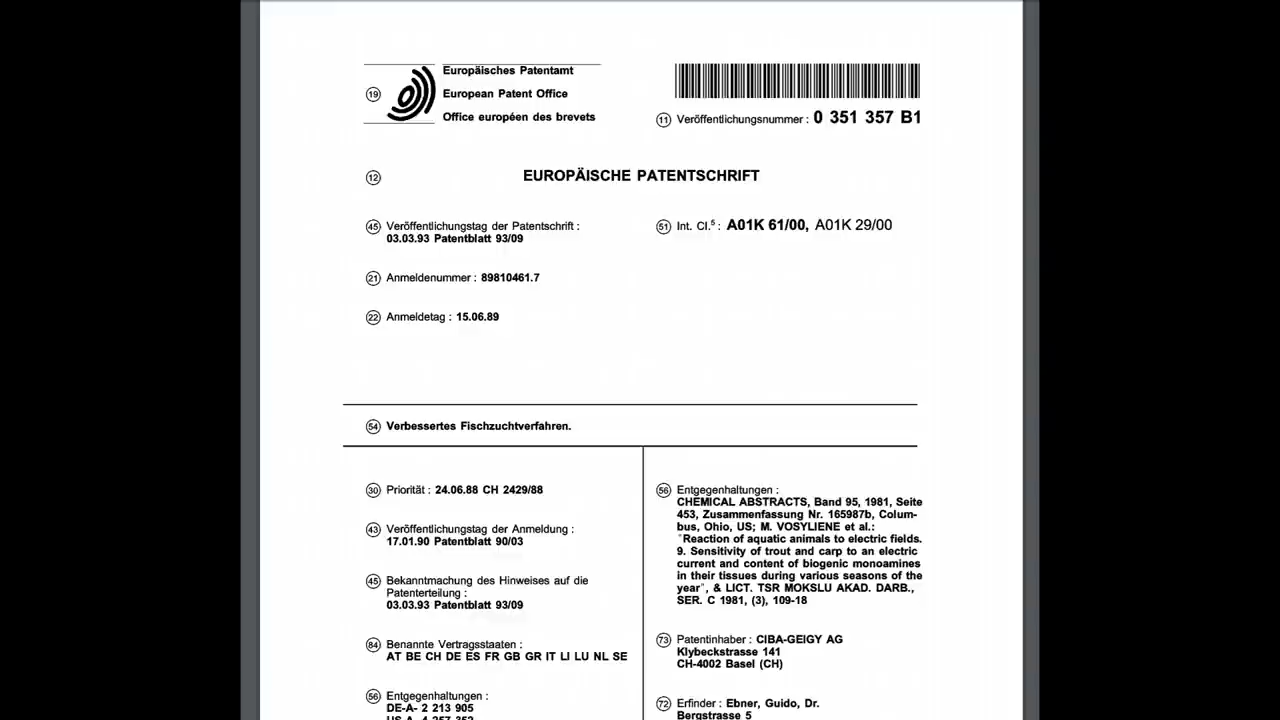 (19)
Europäisches Patentamt
European Patent Office
Office européen des brevets
(11) Veröffentlichungsnummer : 0 351 357 B1
(12) EUROPÄISCHE PATENTSCHRIFT
(45) Veröffentlichungstag der Patentschrift :
03.03.93 Patentblatt 93/09
(51) Int. Cl.⁵ : A01K 61/00, A01K 29/00
(21) Anmeldenummer : 89810461.7
(22) Anmeldetag : 15.06.89
(54) Verbessertes Fischzuchtverfahren.
(30) Priorität : 24.06.88 CH 2429/88
(43) Veröffentlichungstag der Anmeldung :
17.01.90 Patentblatt 90/03
(45) Bekanntmachung des Hinweises auf die
Patenterteilung :
03.03.93 Patentblatt 93/09
(84) Benannte Vertragsstaaten :
AT BE CH DE ES FR GB GR IT LI LU NL SE
(56) Entgegenhaltungen :
DE-A- 2 213 905
US-A- 4 257 352
(56) Entgegenhaltungen :
CHEMICAL ABSTRACTS, Band 95, 1981, Seite
453, Zusammenfassung Nr. 165987b, Colum-
bus, Ohio, US; M. VOSYLIENE et al.:
"Reaction of aquatic animals to electric fields.
9. Sensitivity of trout and carp to an electric
current and content of biogenic monoamines
in their tissues during various seasons of the
year", & LICT. TSR MOKSLU AKAD. DARB.,
SER. C 1981, (3), 109-18
(73) Patentinhaber : CIBA-GEIGY AG
Klybeckstrasse 141
CH-4002 Basel (CH)
(72) Erfinder : Ebner, Guido, Dr.
Bergstrasse 5